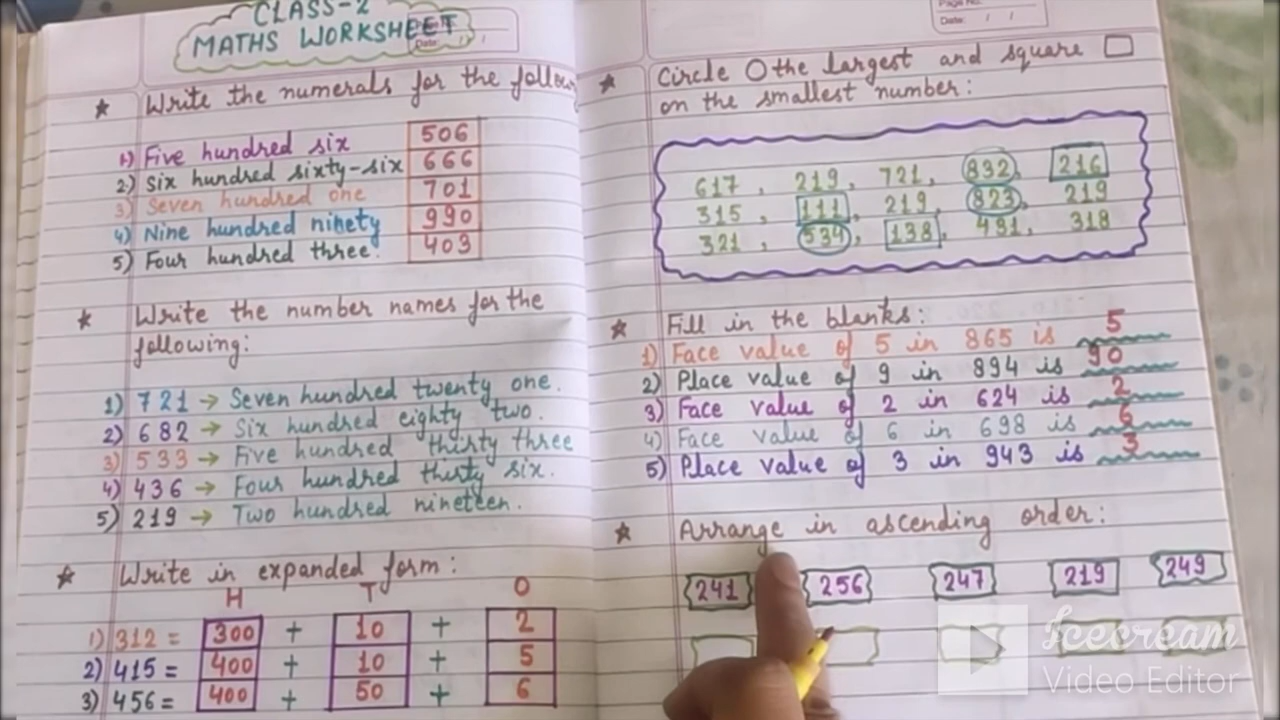 CLASS-2
MATHS WORKSHEET
Date: / /
★ Write the numerals for the
1) Five hundred six 506
2) Six hundred sixty-six 666
3) Seven hundred one 701
4) Nine hundred ninety 990
5) Four hundred three. 403
★ Write the number names for the
following:
1) 721 → Seven hundred twenty one.
2) 682 → Six hundred eighty two.
3) 533 → Five hundred thirty three
4) 436 → Four hundred thirty six.
5) 219 → Two hundred nineteen.
★ Write in expanded form:
H T O
1) 312 = 300 + 10 + 2
2) 415 = 400 + 10 + 5
3) 456 = 400 + 50 + 6
Page No.
Date: / /
★ Circle the largest and square
on the smallest number:
617, 219, 721, 832, 216
315, 111, 219, 823, 219
321, 534, 138, 491, 318
★ Fill in the blanks:
1) Face value of 5 in 865 is 5
2) Place value of 9 in 894 is 90
3) Face value of 2 in 624 is 2
4) Face value of 6 in 698 is 6
5) Place value of 3 in 943 is 3
★ Arrange in ascending order:
241 256 247 219 249
Icecream
Video Editor